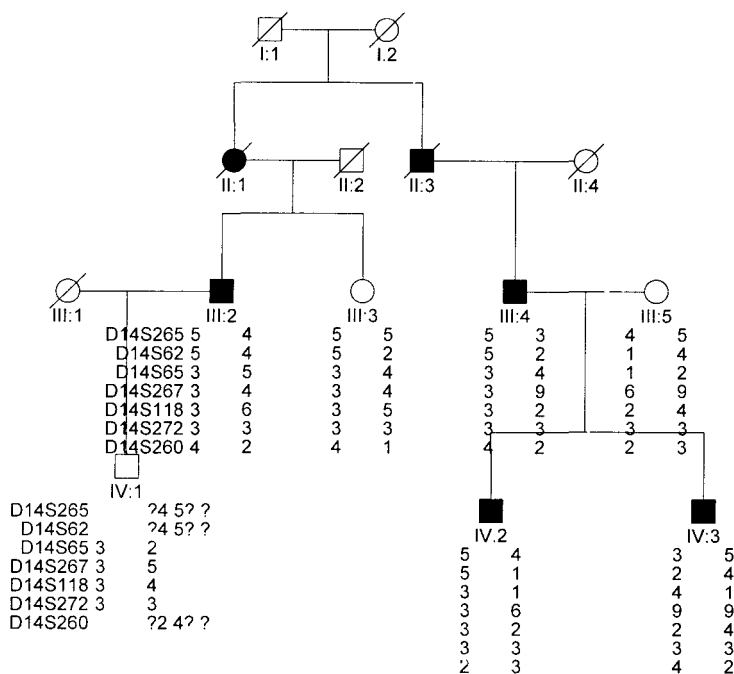 I:1 I.2
II:1 II:2 II:3 II:4
III:1 III:2 III:3 III:4 III:5
D14S265 5 4 5 5 5 3 4 5
D14S62 5 4 5 2 5 2 1 4
D14S65 3 5 3 4 3 4 1 2
D14S267 3 4 3 4 3 9 6 9
D14S118 3 6 3 5 3 2 2 4
D14S272 3 3 3 3 3 3 3 3
D14S260 4 2 4 1 4 2 2 3
IV:1
D14S265 ?4 5? ?
D14S62 ?4 5? ?
D14S65 3 2
D14S267 3 5
D14S118 3 4
D14S272 3 3
D14S260 ?2 4? ?
IV.2 IV:3
5 4 3 5
5 1 2 4
3 1 4 1
3 6 9 9
3 2 2 4
3 3 3 3
2 3 4 2